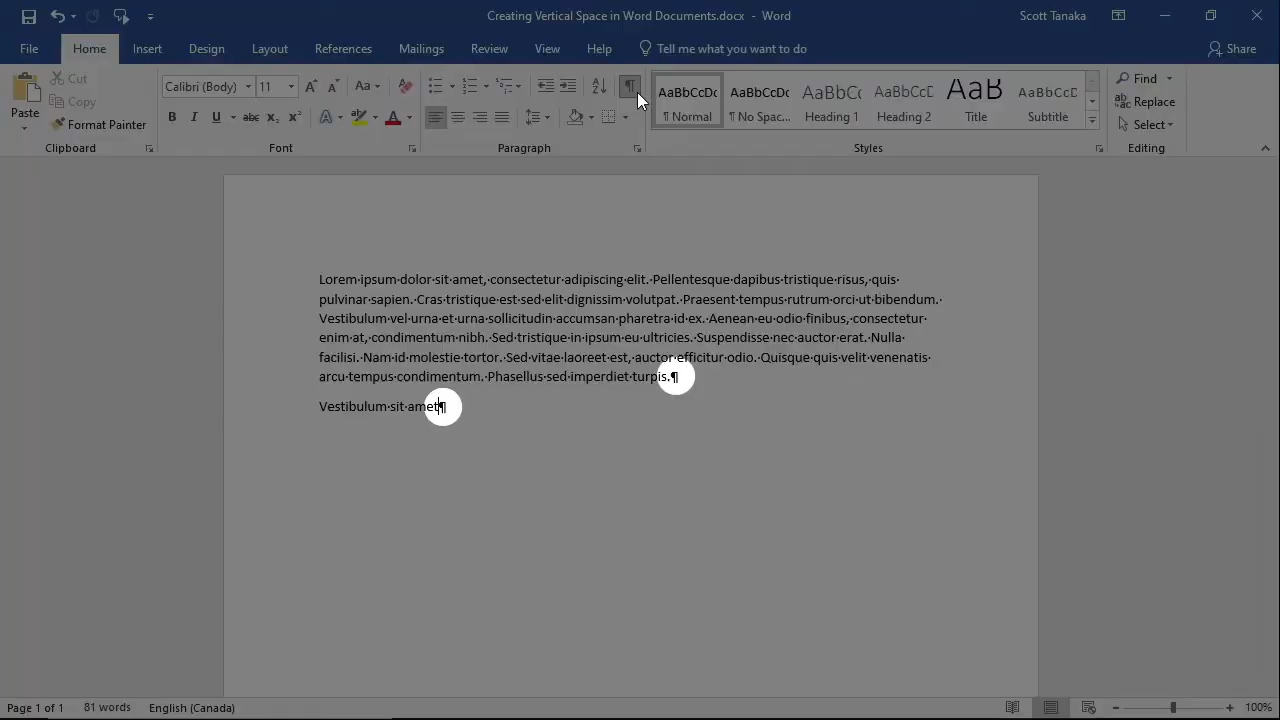 Creating Vertical Space in Word Documents.docx - Word
Scott Tanaka
File Home Insert Design Layout References Mailings Review View Help Tell me what you want to do Share
Paste
Cut
Copy
Format Painter
Clipboard
Calibri (Body) 11
Font
Paragraph
AaBbCcDc AaBbCcDc AaBbCc AaBbCcD AaB AaBbCcD
¶ Normal ¶ No Spac... Heading 1 Heading 2 Title Subtitle
Styles
Find
Replace
Select
Editing
Lorem·ipsum·dolor·sit·amet,·consectetur·adipiscing·elit.·Pellentesque·dapibus·tristique·risus,·quis·
pulvinar·sapien.·Cras·tristique·est·sed·elit·dignissim·volutpat.·Praesent·tempus·rutrum·orci·ut·bibendum.·
Vestibulum·vel·urna·et·urna·sollicitudin·accumsan·pharetra·id·ex.·Aenean·eu·odio·finibus,·consectetur·
enim·at,·condimentum·nibh.·Sed·tristique·in·ipsum·eu·ultricies.·Suspendisse·nec·auctor·erat.·Nulla·
facilisi.·Nam·id·molestie·tortor.·Sed·vitae·laoreet·est,·auctor·efficitur·odio.·Quisque·quis·velit·venenatis·
arcu·tempus·condimentum.·Phasellus·sed·imperdiet·turpis.¶
Vestibulum·sit·amet¶
Page 1 of 1 81 words English (Canada) 100%